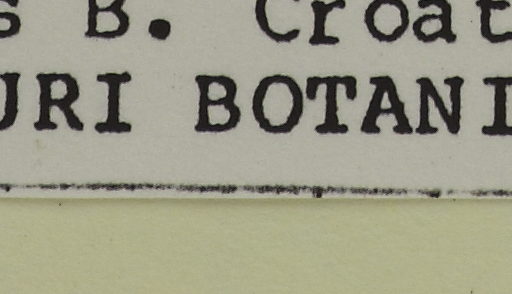 s B. Croat
URI BOTANI